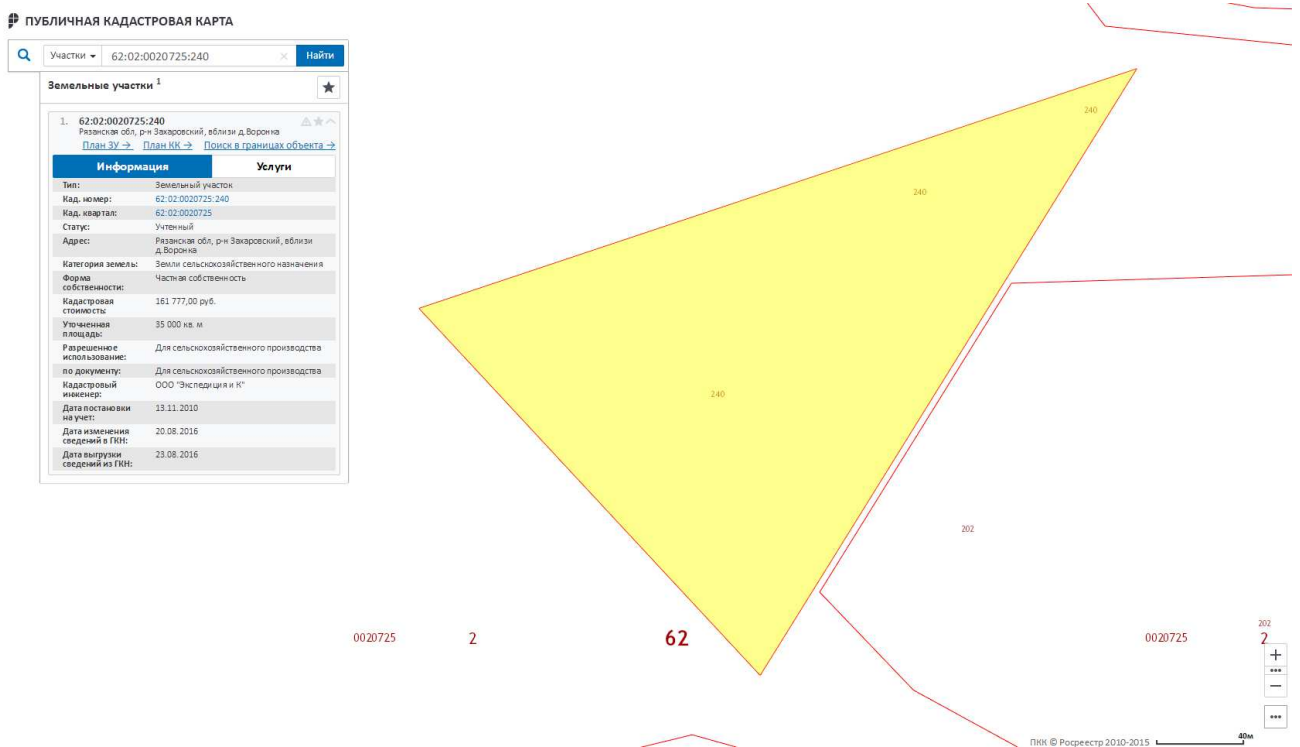 ПУБЛИЧНАЯ КАДАСТРОВАЯ КАРТА
Участки 62:02:0020725:240 Найти
Земельные участки 1
1. 62:02:0020725:240
Рязанская обл, р-н Захаровский, вблизи д.Воронка
План ЗУ → План КК → Поиск в границах объекта →
Информация Услуги
Тип: Земельный участок
Кад. номер: 62:02:0020725:240
Кад. квартал: 62:02:0020725
Статус: Учтенный
Адрес: Рязанская обл, р-н Захаровский, вблизи
д.Воронка
Категория земель: Земли сельскохозяйственного назначения
Форма Частная собственность
собственности:
Кадастровая 161 777,00 руб.
стоимость:
Уточненная 35 000 кв. м
площадь:
Разрешенное Для сельскохозяйственного производства
использование:
по документу: Для сельскохозяйственного производства
Кадастровый ООО "Экспедиция и К"
инженер:
Дата постановки 13.11.2010
на учет:
Дата изменения 20.08.2016
сведений в ГКН:
Дата выгрузки 23.08.2016
сведений из ГКН:
240
240
240
202
202
0020725 2 62 0020725 2
ПКК © Росреестр 2010-2015 40м